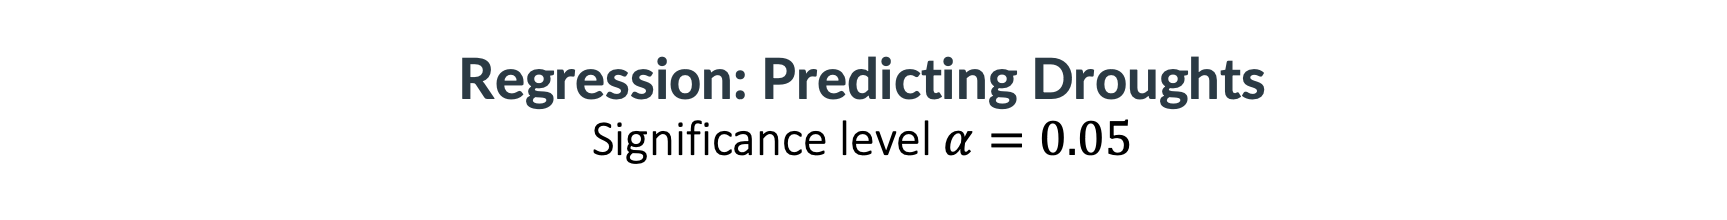 Regression: Predicting Droughts
Significance level α = 0.05